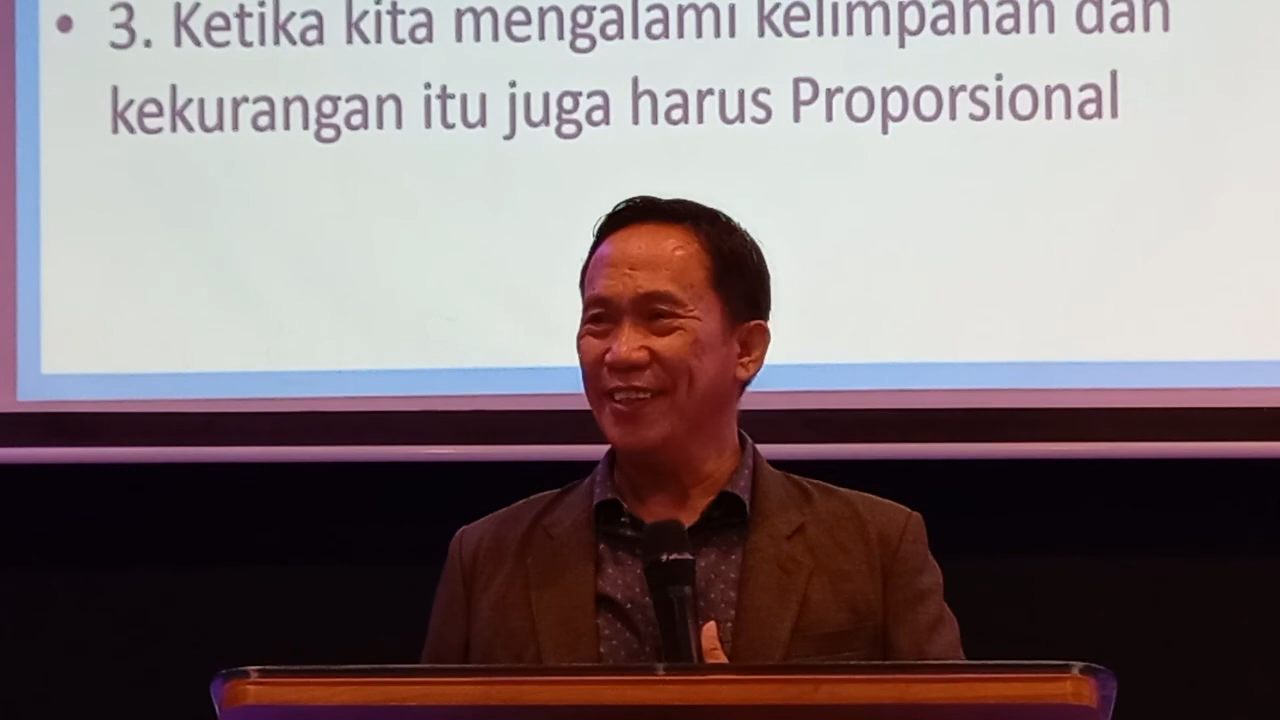 • 3. Ketika kita mengalami kelimpahan dan
kekurangan itu juga harus Proporsional